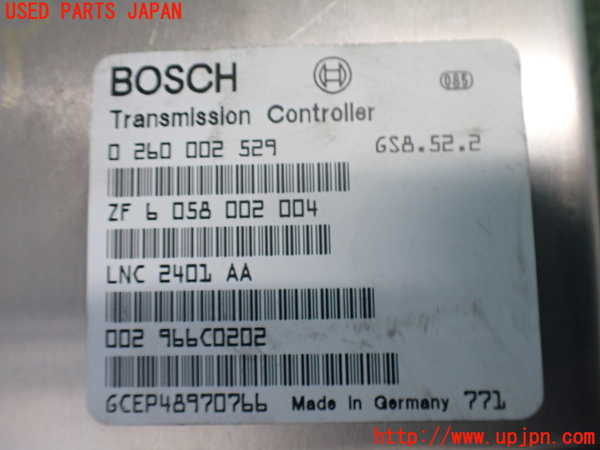 USED PARTS JAPAN
BOSCH
085
Transmission Controller
0 260 002 529 GS8.52.2
ZF 6 058 002 004
LNC 2401 AA
002 966C0202
GCEP48970766 Made in Germany 771
http://www.upjpn.com